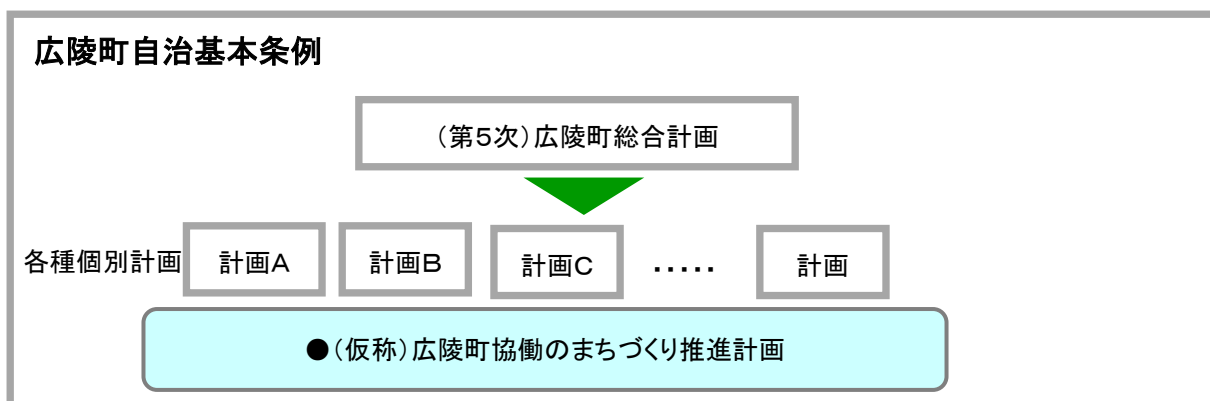 広陵町自治基本条例
（第５次）広陵町総合計画
各種個別計画 計画Ａ 計画Ｂ 計画Ｃ ・・・・・ 計画
●（仮称）広陵町協働のまちづくり推進計画